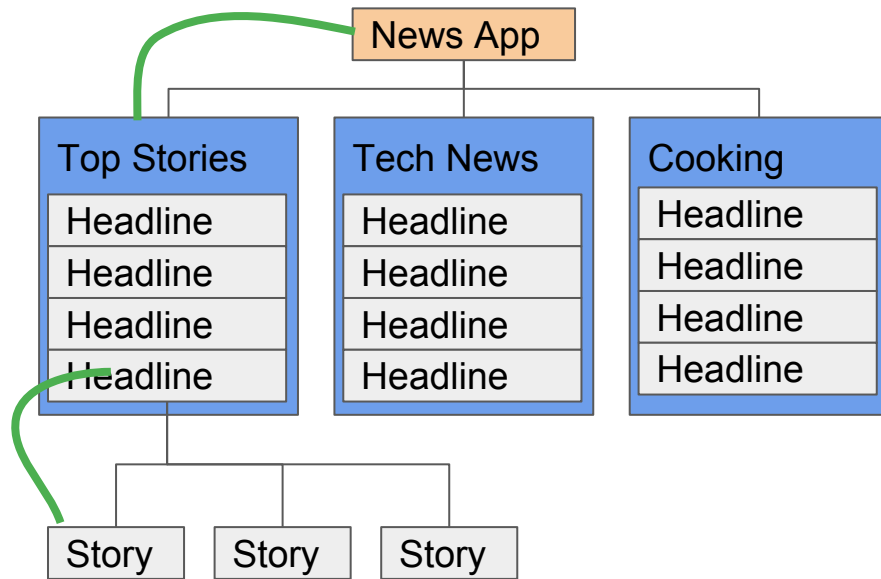 News App
Top Stories
Headline
Headline
Headline
Headline
Tech News
Headline
Headline
Headline
Headline
Cooking
Headline
Headline
Headline
Headline
Story
Story
Story